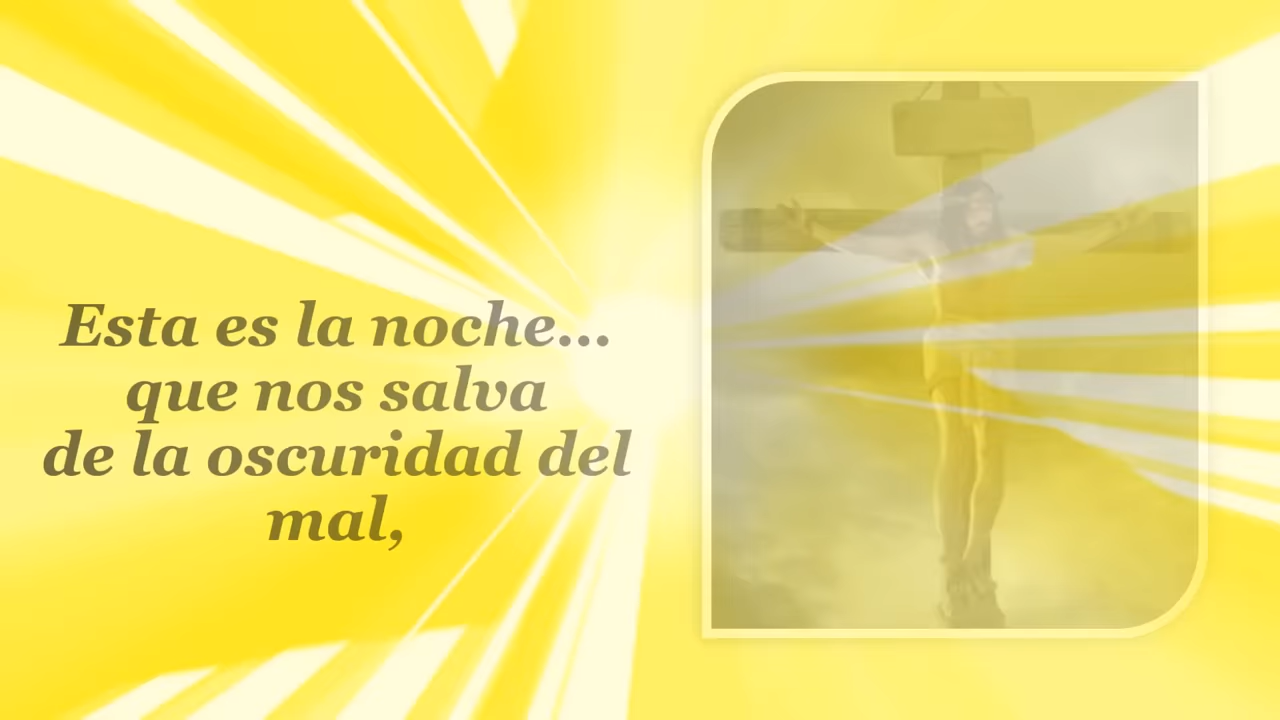 Esta es la noche...
que nos salva
de la oscuridad del
mal,